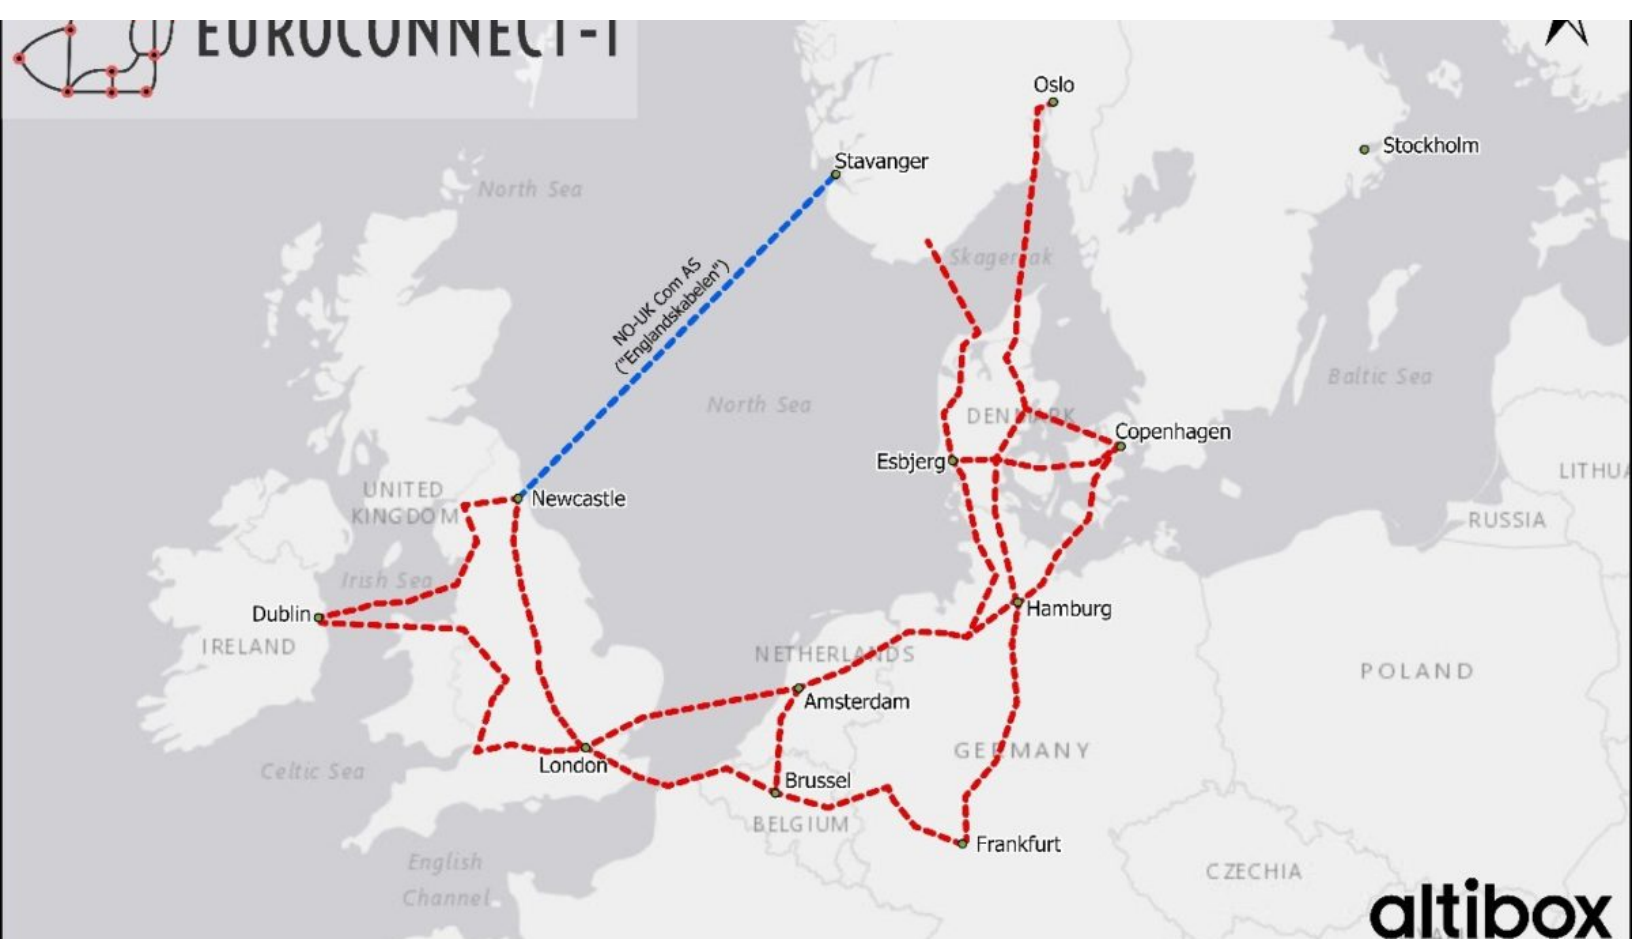 EUROCONNECT-1
Oslo
Stockholm
Stavanger
North Sea
Skagerrak
NO-UK Com AS
("Englandskabelen")
Baltic Sea
North Sea
DENMARK
Copenhagen
Esbjerg
LITHUA
UNITED
KINGDOM
Newcastle
RUSSIA
Irish Sea
Dublin
Hamburg
IRELAND
NETHERLANDS
POLAND
Amsterdam
GERMANY
London
Celtic Sea
Brussel
BELGIUM
Frankfurt
English
Channel
CZECHIA
altibox